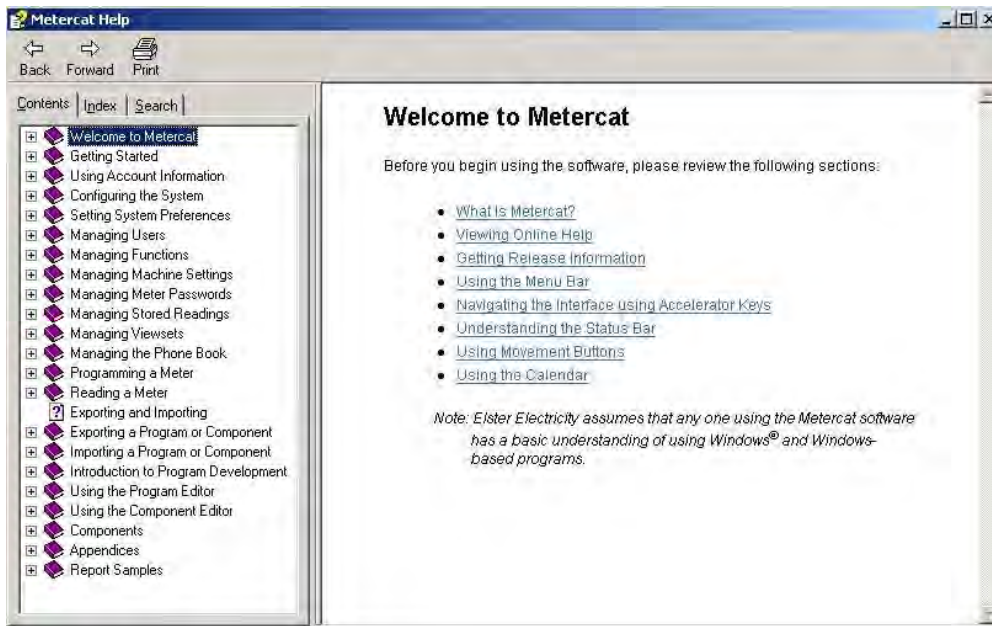 Metercat Help
Back Forward Print
Contents Index Search
Welcome to Metercat
Getting Started
Using Account Information
Configuring the System
Setting System Preferences
Managing Users
Managing Functions
Managing Machine Settings
Managing Meter Passwords
Managing Stored Readings
Managing Viewsets
Managing the Phone Book
Programming a Meter
Reading a Meter
Exporting and Importing
Exporting a Program or Component
Importing a Program or Component
Introduction to Program Development
Using the Program Editor
Using the Component Editor
Components
Appendices
Report Samples
Welcome to Metercat
Before you begin using the software, please review the following sections:
What Is Metercat?
Viewing Online Help
Getting Release Information
Using the Menu Bar
Navigating the Interface using Accelerator Keys
Understanding the Status Bar
Using Movement Buttons
Using the Calendar
Note: Elster Electricity assumes that any one using the Metercat software
has a basic understanding of using Windows® and Windows-
based programs.